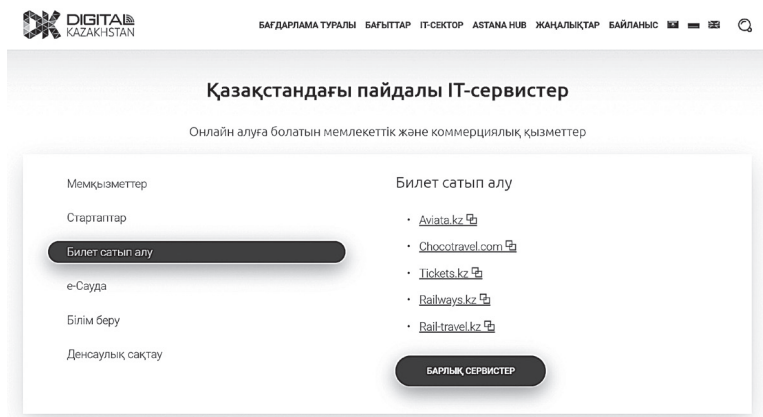 DIGITAL
KAZAKHSTAN
БАҒДАРЛАМА ТУРАЛЫ БАҒЫТТАР IT-СЕКТОР ASTANA HUB ЖАҢАЛЫҚТАР БАЙЛАНЫС
Қазақстандағы пайдалы IT-сервистер
Онлайн алуға болатын мемлекеттік және коммерциялық қызметтер
Мемқызметтер
Стартаптар
Билет сатып алу
е-Сауда
Білім беру
Денсаулық сақтау
Билет сатып алу
• Aviata.kz
• Chocotravel.com
• Tickets.kz
• Railways.kz
• Rail-travel.kz
БАРЛЫҚ СЕРВИСТЕР